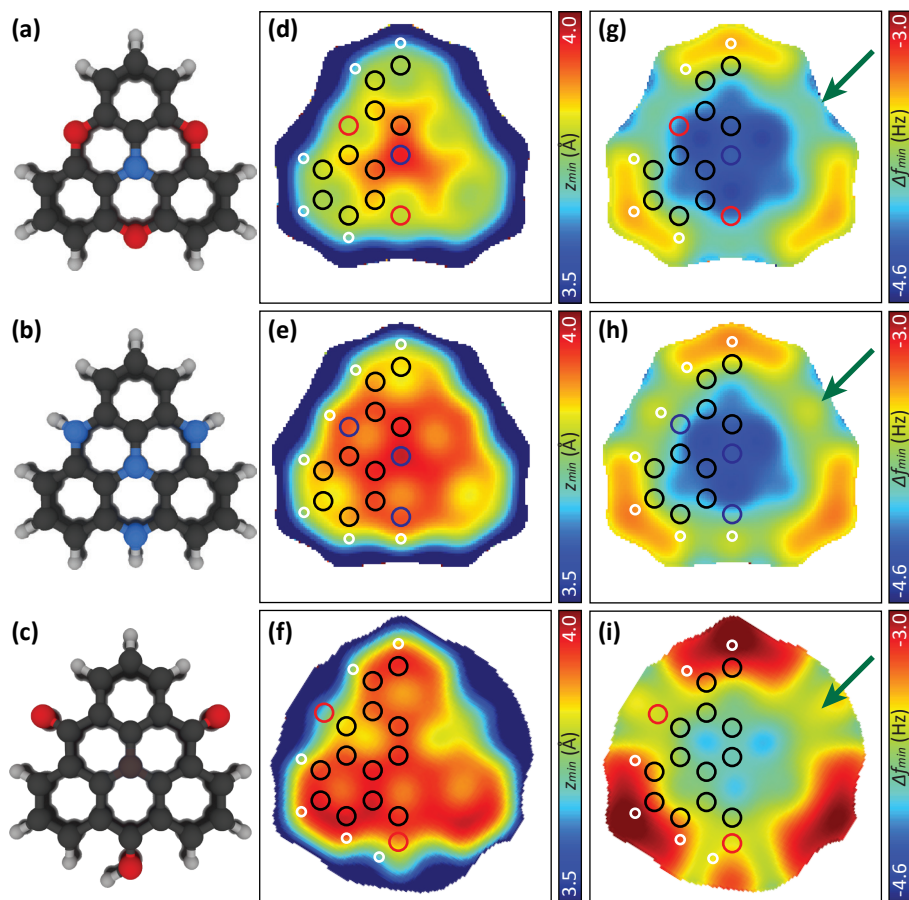 (a)
(d)
4.0
z_min (Å)
3.5
(g)
-3.0
Δf_min (Hz)
-4.6
(b)
(e)
4.0
z_min (Å)
3.5
(h)
-3.0
Δf_min (Hz)
-4.6
(c)
(f)
4.0
z_min (Å)
3.5
(i)
-3.0
Δf_min (Hz)
-4.6